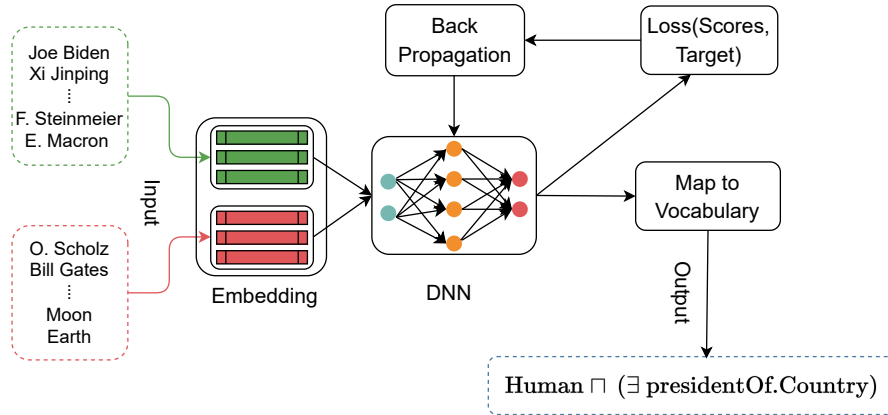 Joe Biden
Xi Jinping
⋮
F. Steinmeier
E. Macron
O. Scholz
Bill Gates
⋮
Moon
Earth
Input
Embedding
Back
Propagation
Loss(Scores,
Target)
DNN
Map to
Vocabulary
Output
Human ⊓ (∃ presidentOf.Country)